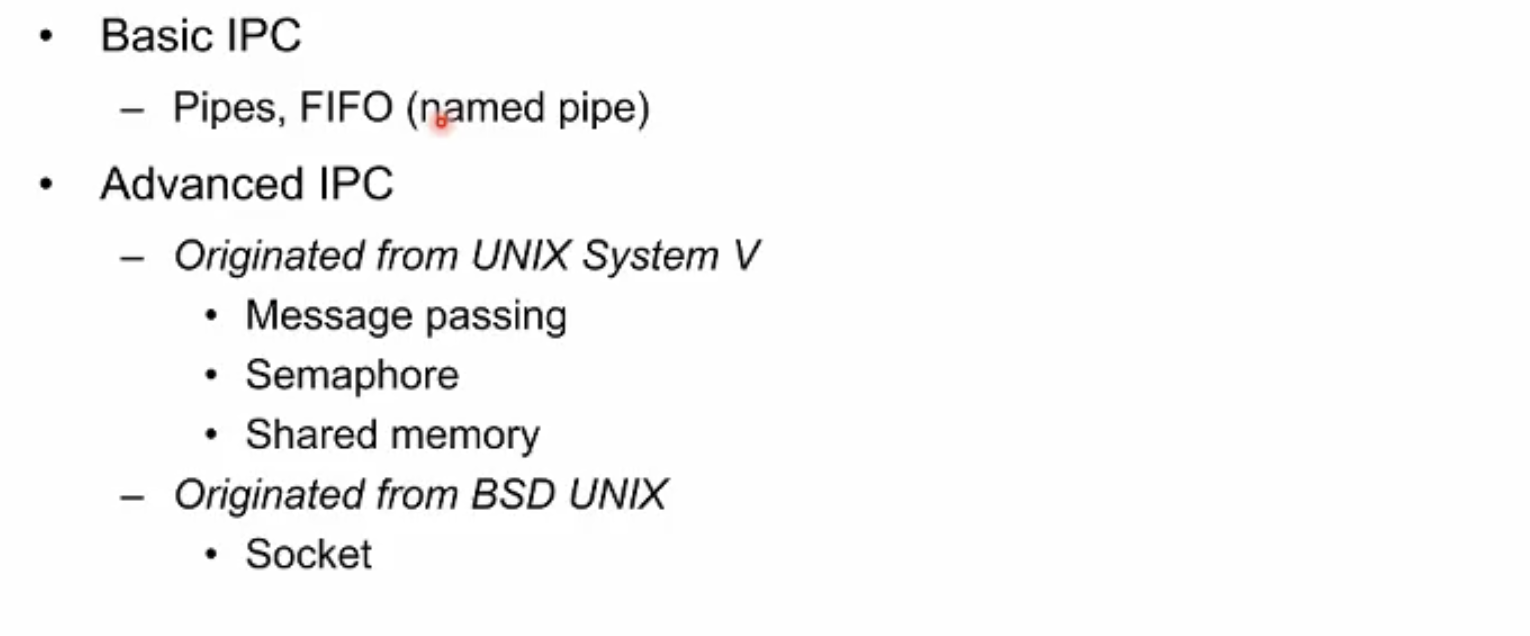 • Basic IPC
– Pipes, FIFO (named pipe)
• Advanced IPC
– Originated from UNIX System V
• Message passing
• Semaphore
• Shared memory
– Originated from BSD UNIX
• Socket